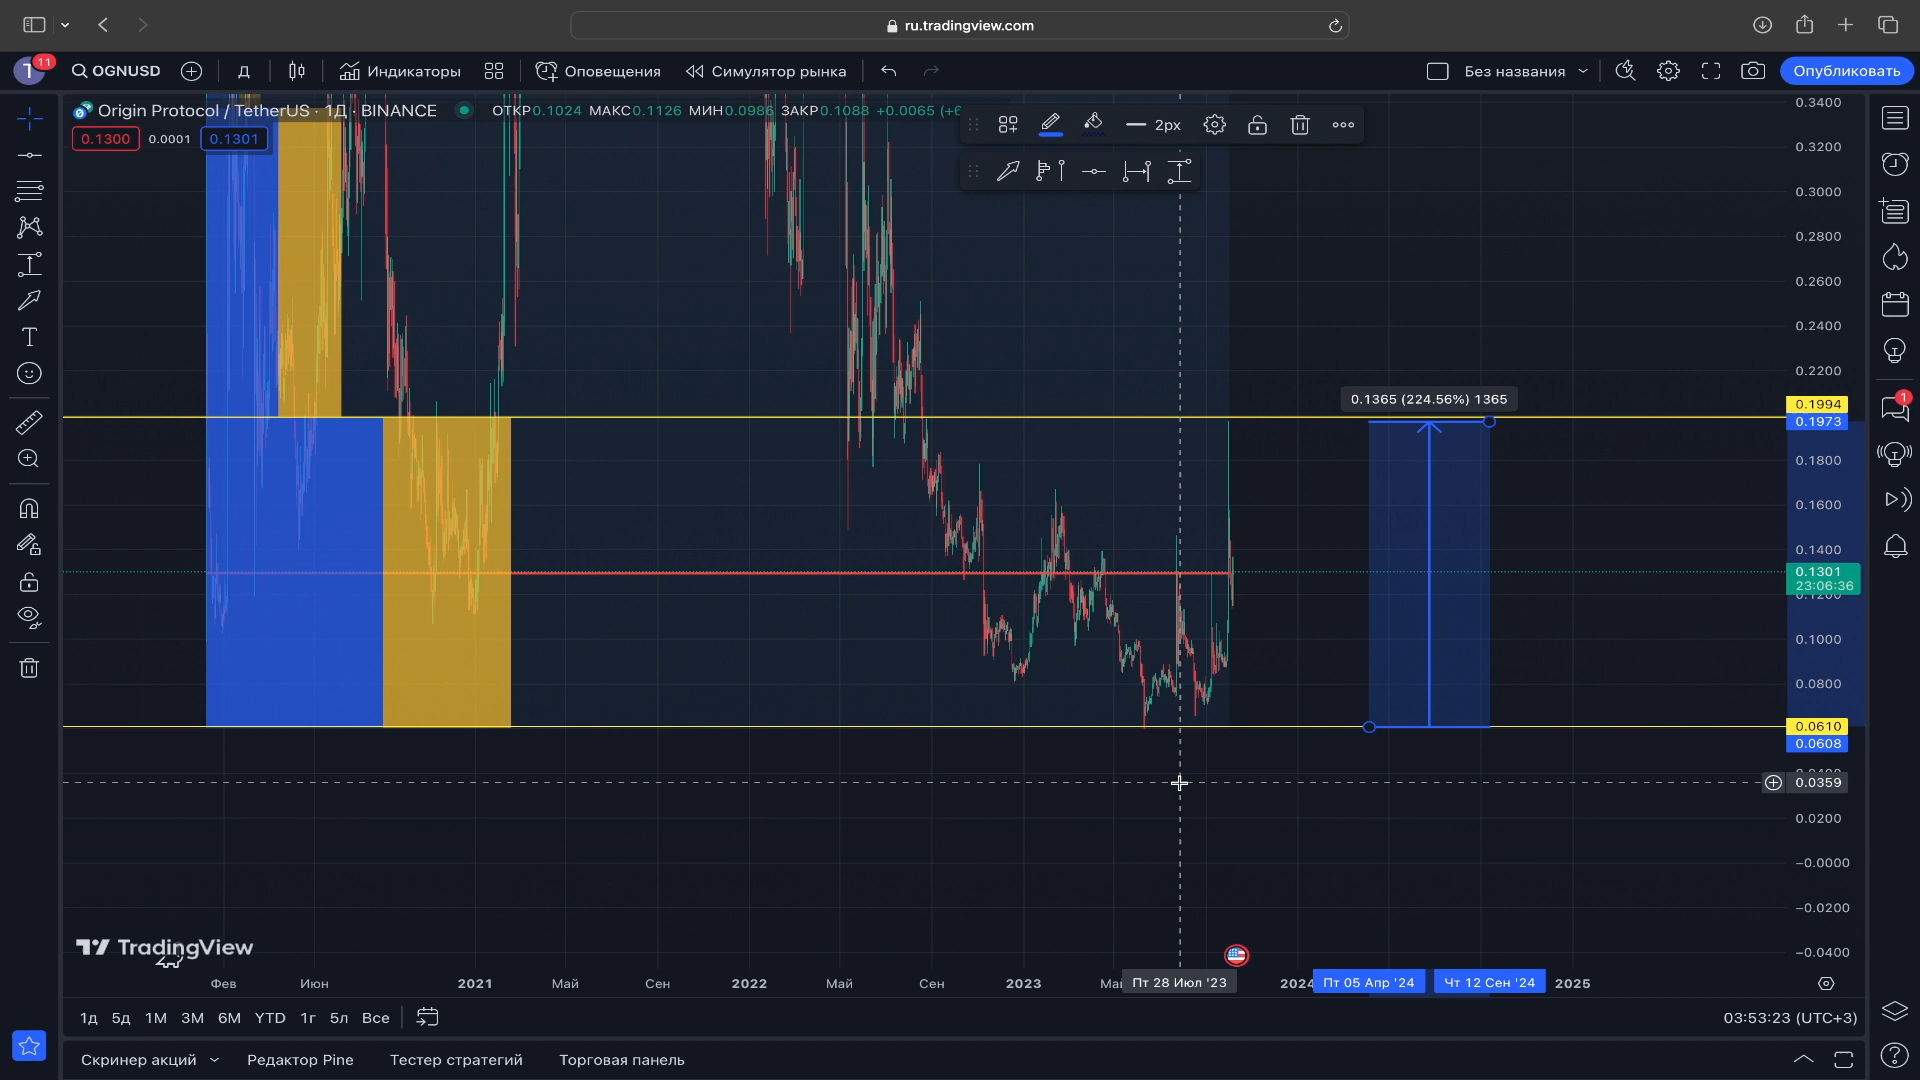 ru.tradingview.com
T 11 OGNUSD Д Индикаторы Оповещения Симулятор рынка Без названия Опубликовать
Origin Protocol / TetherUS · 1Д · BINANCE ОТКР0.1024 МАКС0.1126 МИН0.0986 ЗАКР0.1088 +0.0065 (+6
0.1300 0.0001 0.1301
2px
0.3400
0.3200
0.3000
0.2800
0.2600
0.2400
0.2200
0.1365 (224.56%) 1365
0.1994
0.1973
1
0.1800
0.1600
0.1400
0.1301
23:06:36
0.1200
0.1000
0.0800
0.0610
0.0608
0.0359
0.0200
−0.0000
−0.0200
−0.0400
TradingView
Фев Июн 2021 Май Сен 2022 Май Сен 2023 Пт 28 Июл '23 2024 Пт 05 Апр '24 Чт 12 Сен '24 2025
1д 5д 1М 3М 6М YTD 1г 5л Все 03:53:23 (UTC+3)
Скринер акций Редактор Pine Тестер стратегий Торговая панель